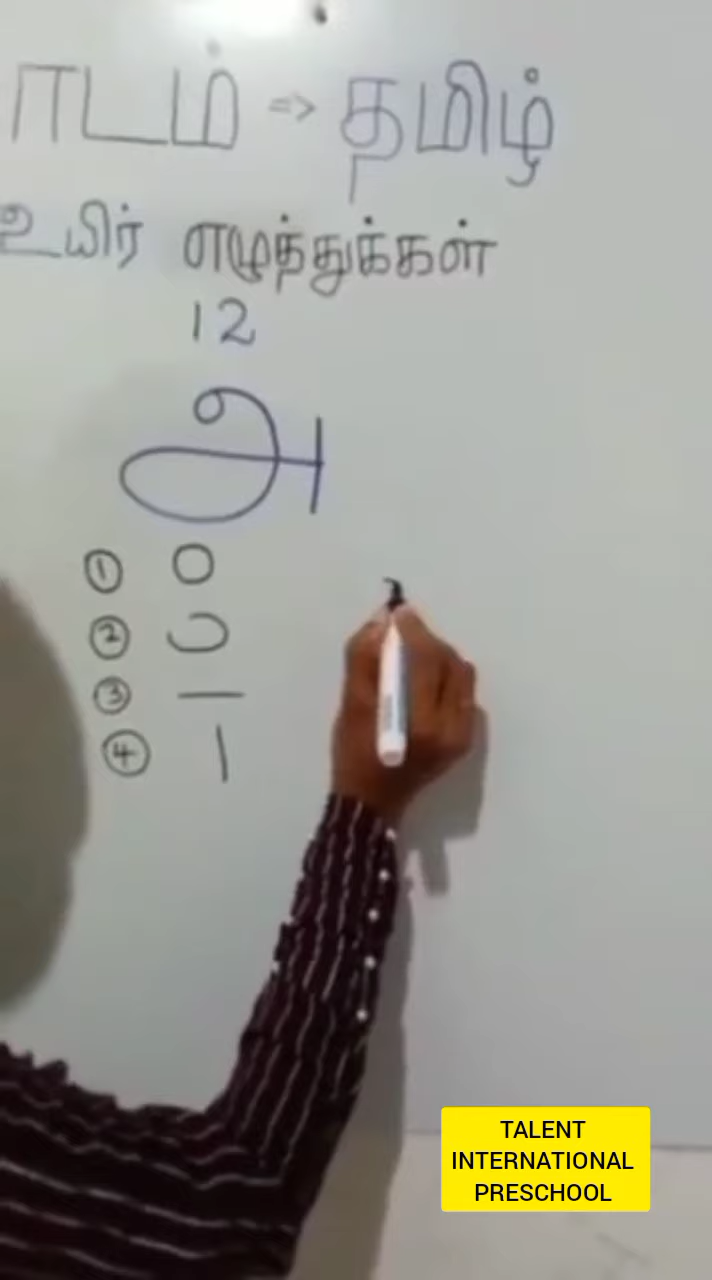 பாடம் => தமிழ்
உயிர் எழுத்துக்கள்
12
அ
①
②
③
④
TALENT
INTERNATIONAL
PRESCHOOL